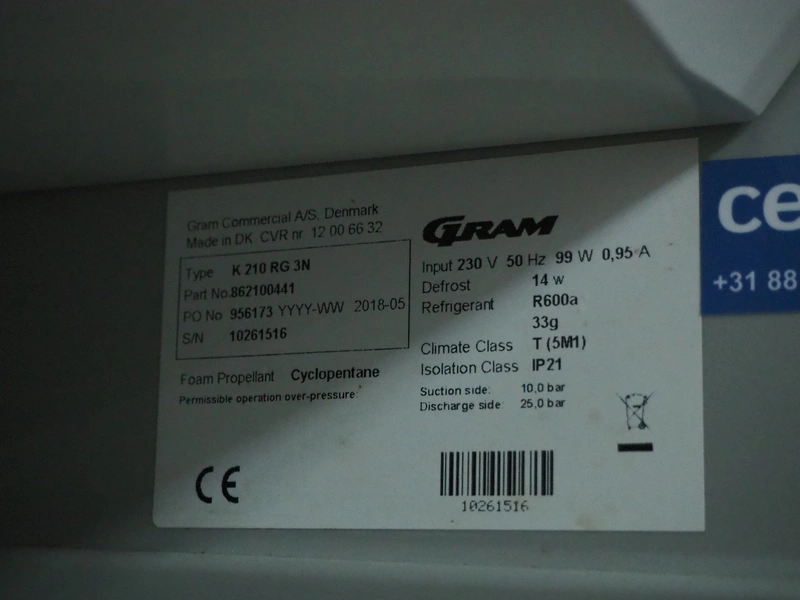 Gram Commercial A/S, Denmark
Made in DK CVR nr 12 00 66 32
Type K 210 RG 3N
Part No. 862100441
PO No 956173 YYYY-WW 2018-05
S/N 10261516
Foam Propellant Cyclopentane
Permissible operation over-pressure
CE
GRAM
Input 230 V 50 Hz 99 W 0,95 A
Defrost 14 w
Refrigerant R600a
33g
Climate Class T (5M1)
Isolation Class IP21
Suction side: 10,0 bar
Discharge side: 25,0 bar
10261516
ce
+31 88